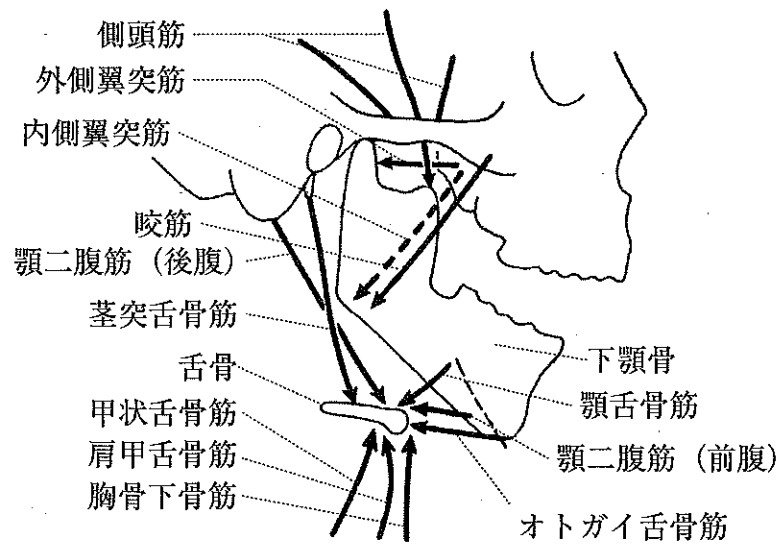 側頭筋
外側翼突筋
内側翼突筋
咬筋
顎二腹筋（後腹）
茎突舌骨筋
舌骨
甲状舌骨筋
肩甲舌骨筋
胸骨下骨筋
下顎骨
顎舌骨筋
顎二腹筋（前腹）
オトガイ舌骨筋